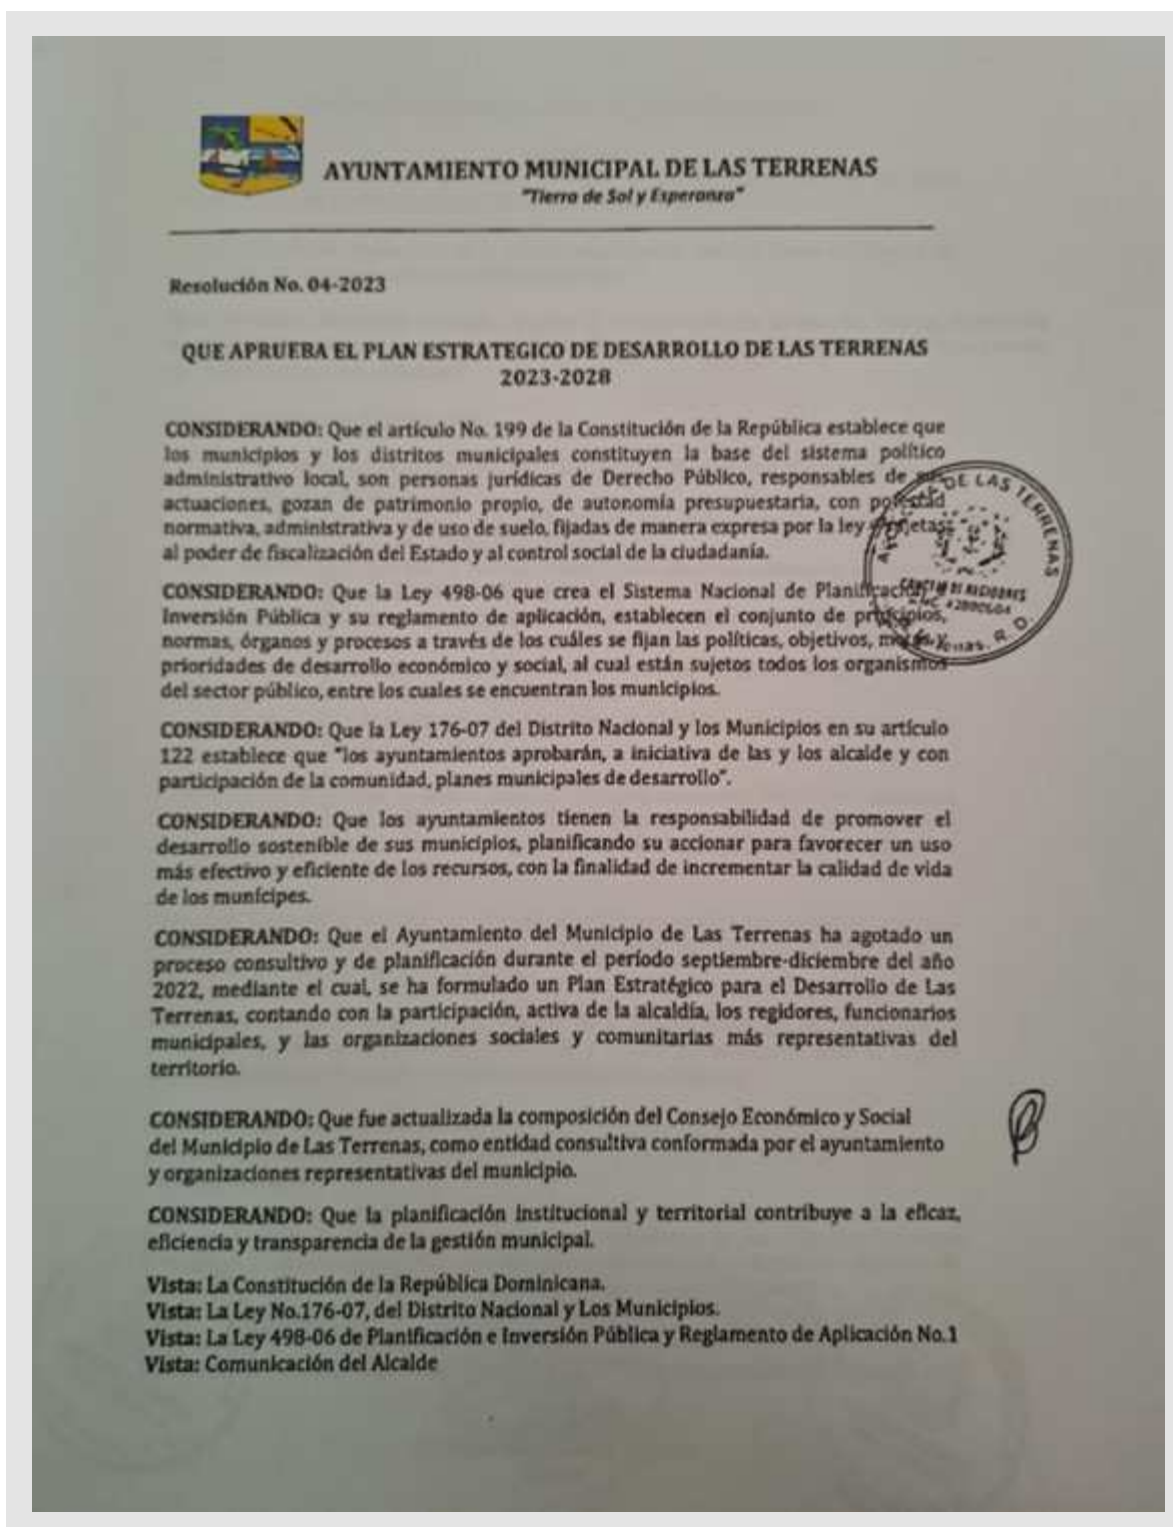 AYUNTAMIENTO MUNICIPAL DE LAS TERRENAS
"Tierra de Sol y Esperanza"
Resolución No. 04-2023
QUE APRUEBA EL PLAN ESTRATEGICO DE DESARROLLO DE LAS TERRENAS
2023-2028
CONSIDERANDO: Que el artículo No. 199 de la Constitución de la República establece que
los municipios y los distritos municipales constituyen la base del sistema político
administrativo local, son personas jurídicas de Derecho Público, responsables de
actuaciones, gozan de patrimonio propio, de autonomía presupuestaria, con potestad
normativa, administrativa y de uso de suelo, fijadas de manera expresa por la ley
al poder de fiscalización del Estado y al control social de la ciudadanía.
DE LAS TERRENAS
R. D.
CONSIDERANDO: Que la Ley 498-06 que crea el Sistema Nacional de Planificación
Inversión Pública y su reglamento de aplicación, establecen el conjunto de principios,
normas, órganos y procesos a través de los cuáles se fijan las políticas, objetivos, metas y
prioridades de desarrollo económico y social, al cual están sujetos todos los organismos
del sector público, entre los cuales se encuentran los municipios.
CONSIDERANDO: Que la Ley 176-07 del Distrito Nacional y los Municipios en su artículo
122 establece que "los ayuntamientos aprobarán, a iniciativa de las y los alcalde y con
participación de la comunidad, planes municipales de desarrollo".
CONSIDERANDO: Que los ayuntamientos tienen la responsabilidad de promover el
desarrollo sostenible de sus municipios, planificando su accionar para favorecer un uso
más efectivo y eficiente de los recursos, con la finalidad de incrementar la calidad de vida
de los munícipes.
CONSIDERANDO: Que el Ayuntamiento del Municipio de Las Terrenas ha agotado un
proceso consultivo y de planificación durante el período septiembre-diciembre del año
2022, mediante el cual, se ha formulado un Plan Estratégico para el Desarrollo de Las
Terrenas, contando con la participación, activa de la alcaldía, los regidores, funcionarios
municipales, y las organizaciones sociales y comunitarias más representativas del
territorio.
CONSIDERANDO: Que fue actualizada la composición del Consejo Económico y Social
del Municipio de Las Terrenas, como entidad consultiva conformada por el ayuntamiento
y organizaciones representativas del municipio.
CONSIDERANDO: Que la planificación institucional y territorial contribuye a la eficaz,
eficiencia y transparencia de la gestión municipal.
Vista: La Constitución de la República Dominicana.
Vista: La Ley No.176-07, del Distrito Nacional y Los Municipios.
Vista: La Ley 498-06 de Planificación e Inversión Pública y Reglamento de Aplicación No.1
Vista: Comunicación del Alcalde